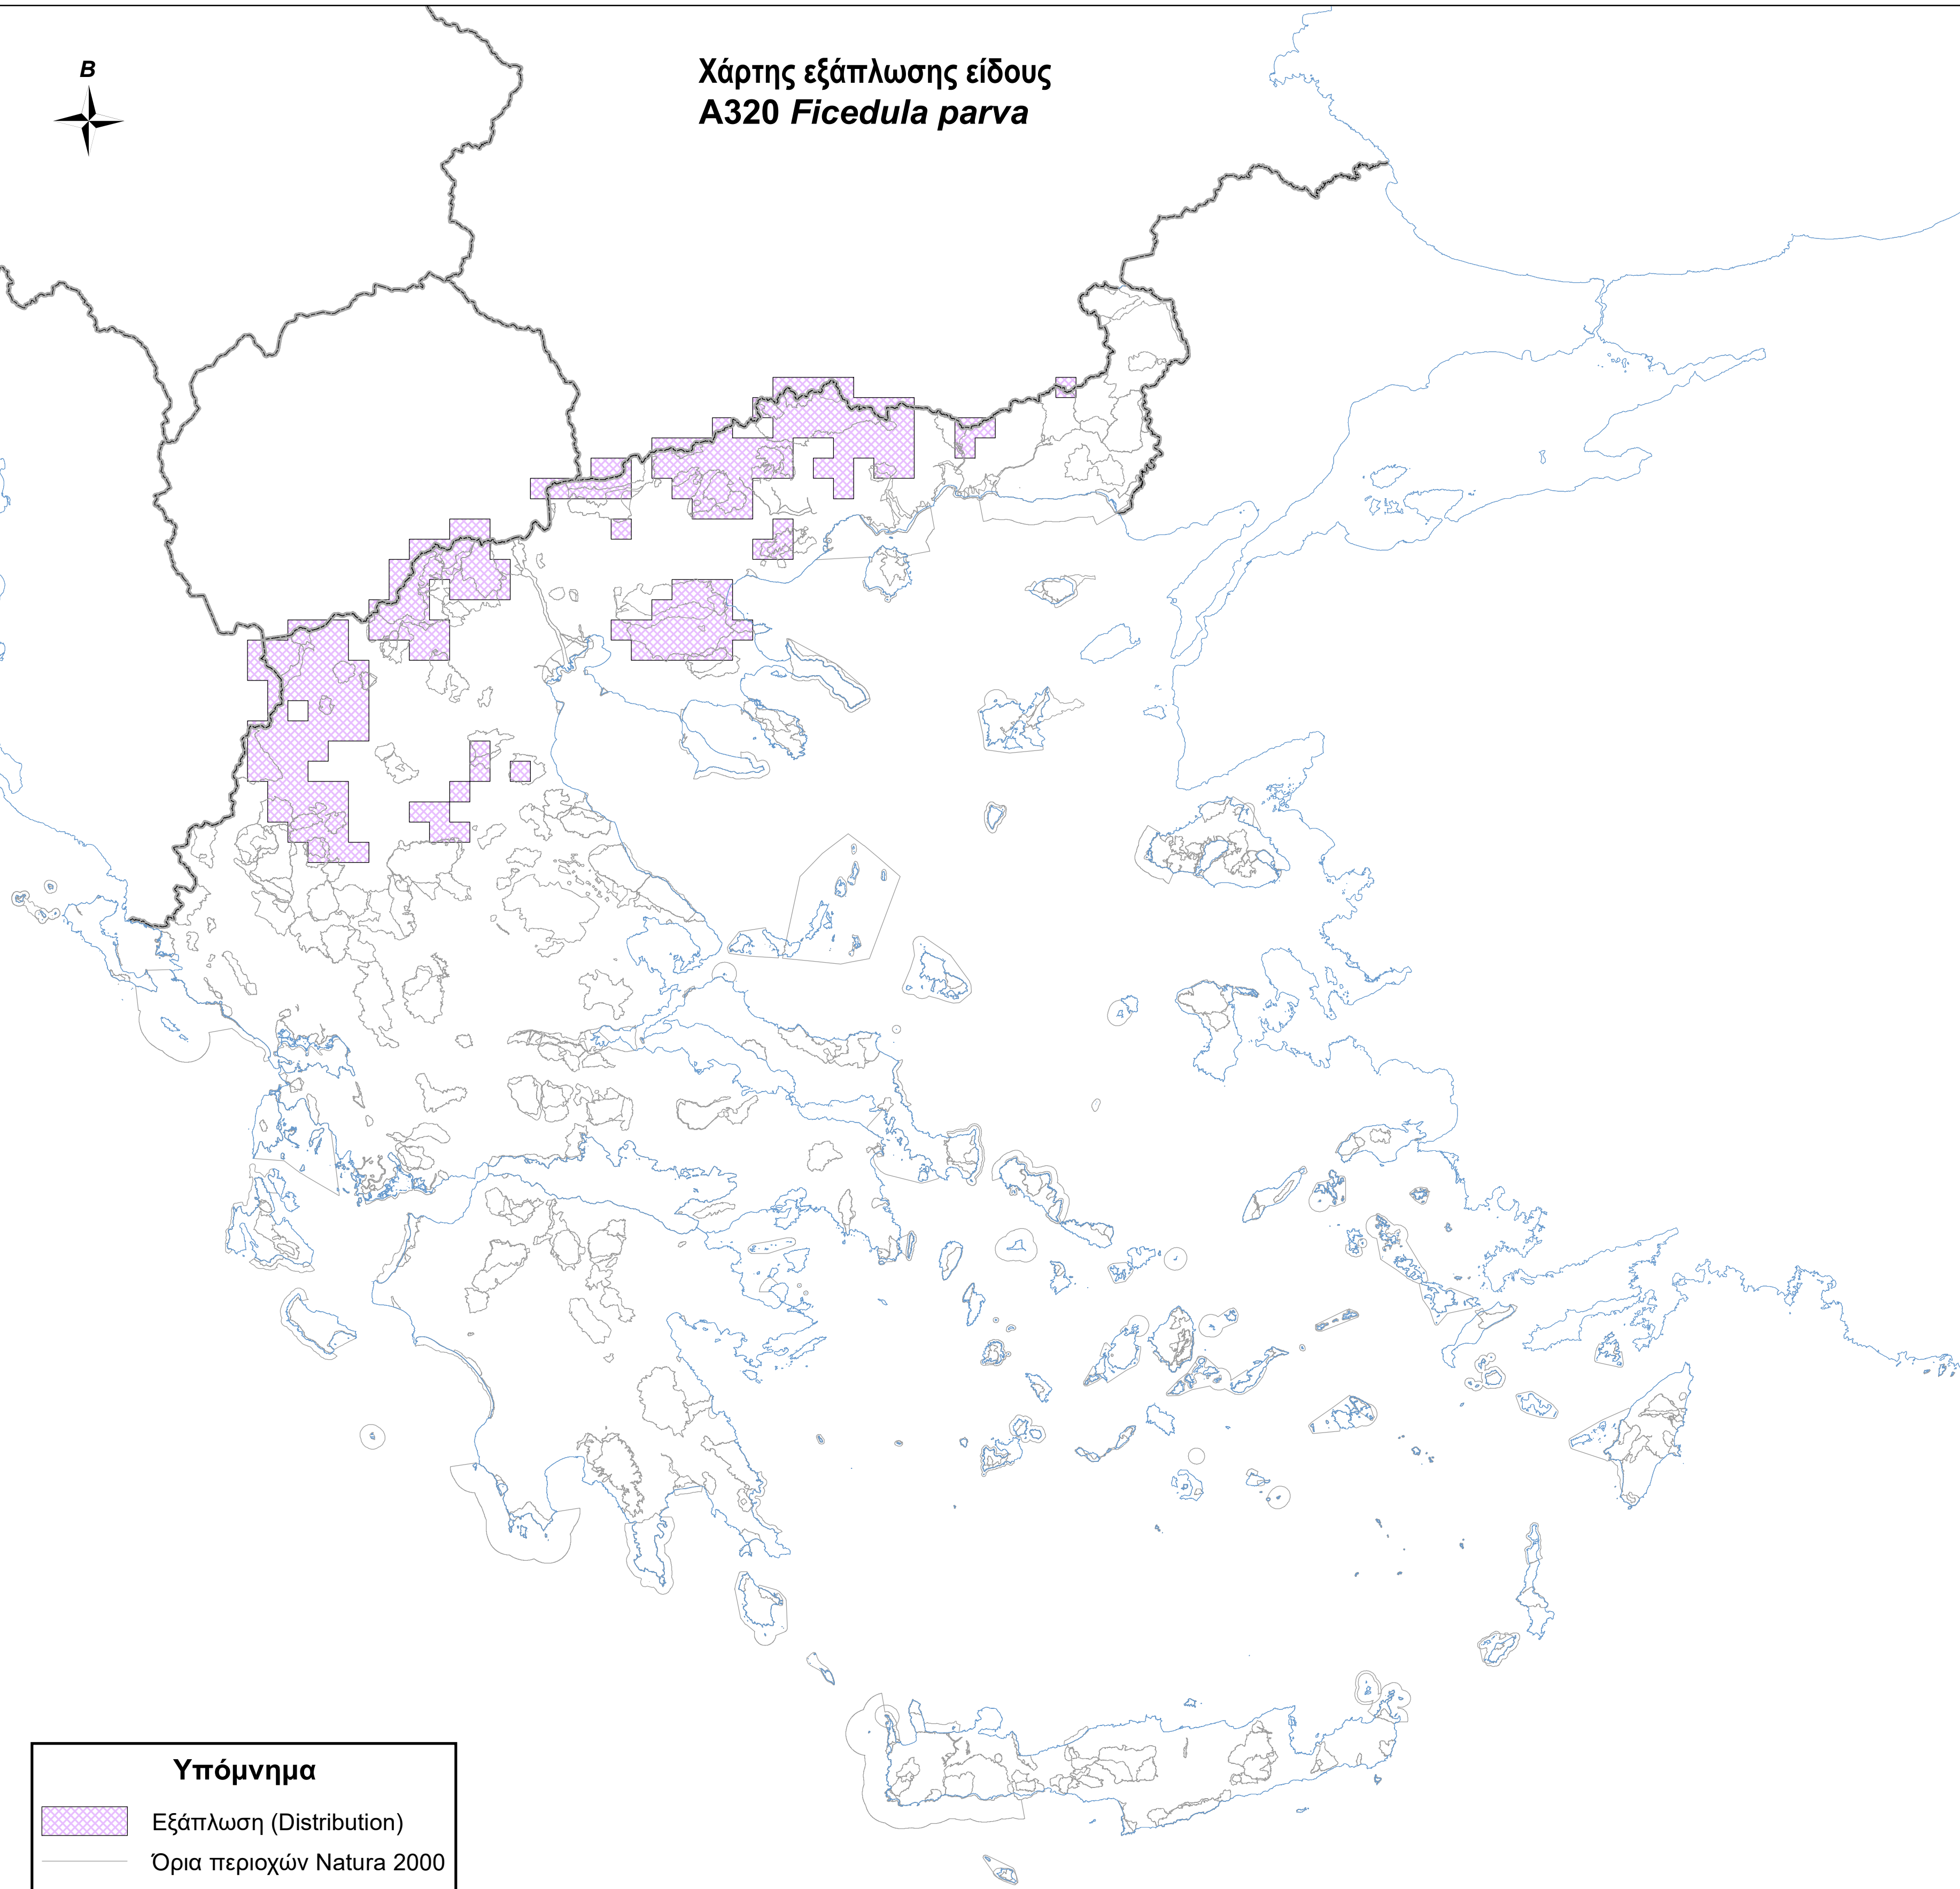 Β
Χάρτης εξάπλωσης είδους
A320 Ficedula parva
Υπόμνημα
Εξάπλωση (Distribution)
Όρια περιοχών Natura 2000